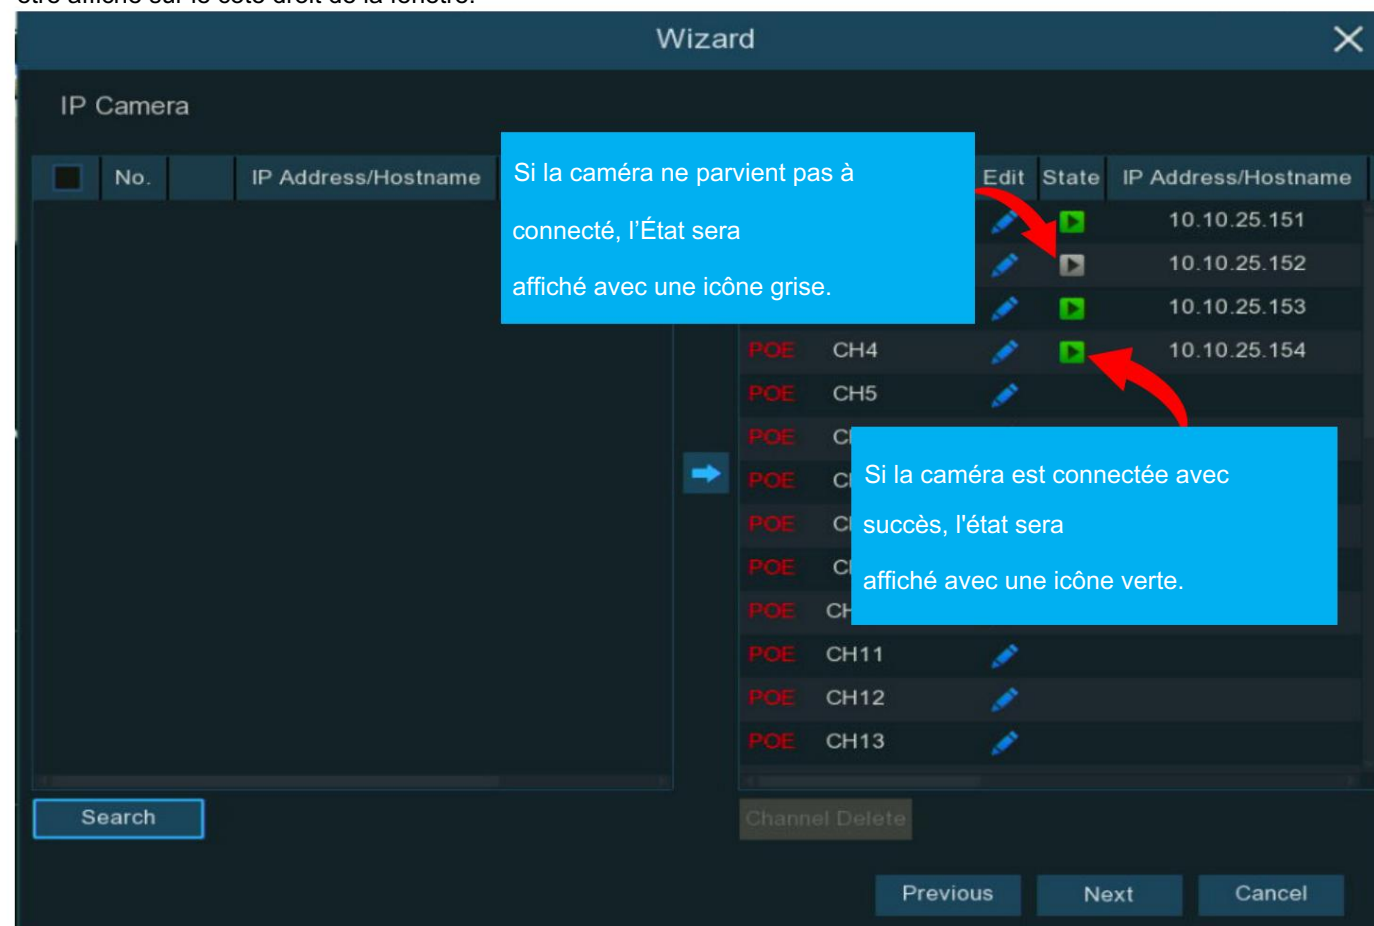 Wizard
IP Camera
No. IP Address/Hostname Edit State IP Address/Hostname
Si la caméra ne parvient pas à
connecté, l’État sera
affiché avec une icône grise.
10.10.25.151
10.10.25.152
10.10.25.153
POE CH4 10.10.25.154
POE CH5
POE
POE
POE
POE
POE
Si la caméra est connectée avec
succès, l'état sera
affiché avec une icône verte.
POE CH11
POE CH12
POE CH13
Search
Channel Delete
Previous Next Cancel